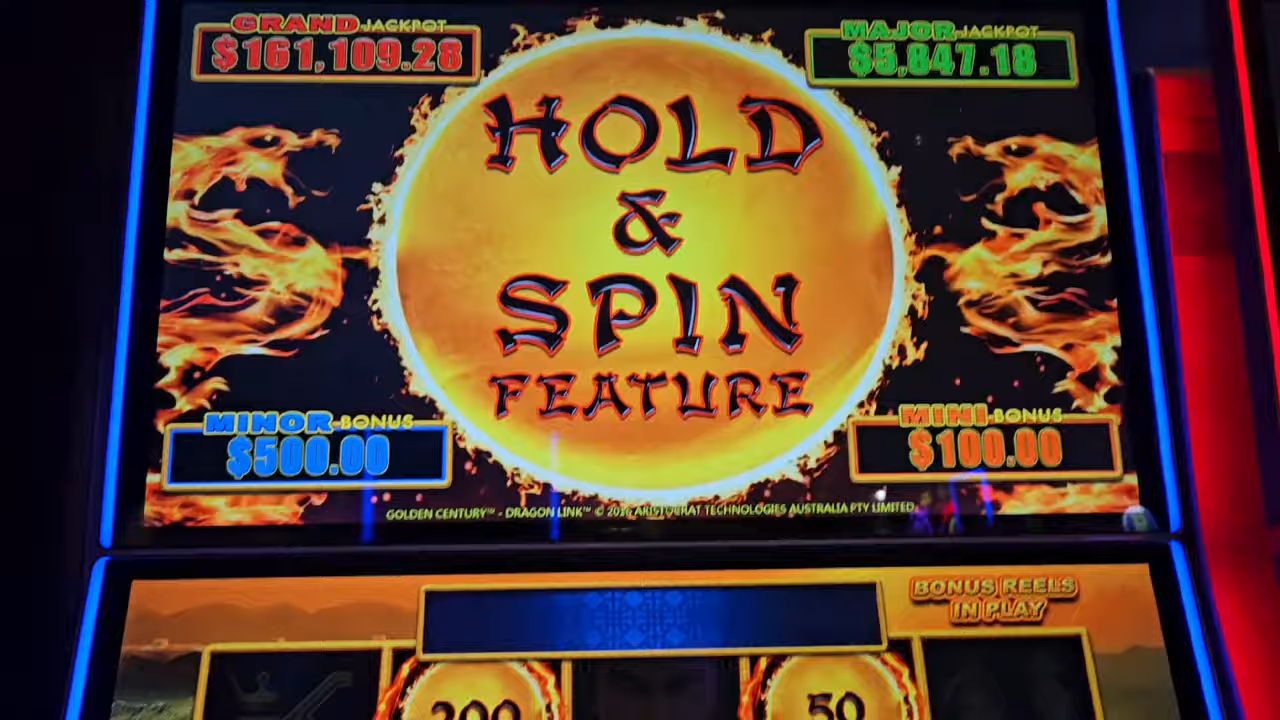 GRAND JACKPOT
$161,109.28
MAJOR JACKPOT
$5,847.18
HOLD
&
SPIN
FEATURE
MINOR BONUS
$500.00
MINI BONUS
$100.00
GOLDEN CENTURY™ - DRAGON LINK™ © 2016 ARISTOCRAT TECHNOLOGIES AUSTRALIA PTY LIMITED
BONUS REELS
IN PLAY
200
50